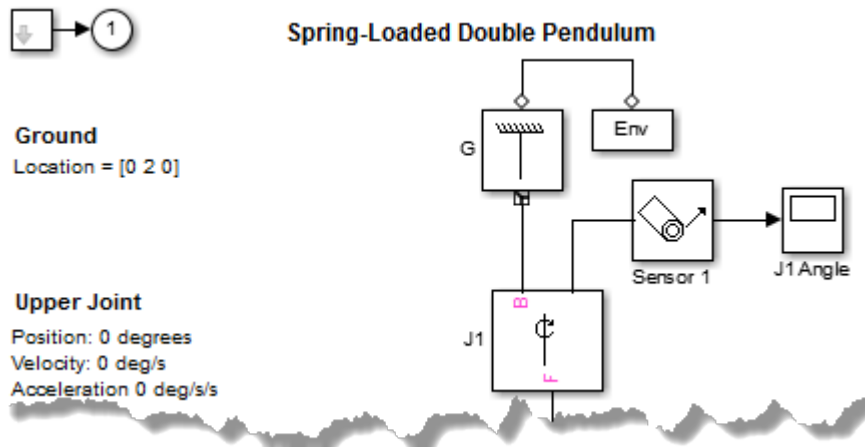 1
Spring-Loaded Double Pendulum
Ground
Location = [0 2 0]
G
Env
Sensor 1
J1 Angle
Upper Joint
Position: 0 degrees
Velocity: 0 deg/s
Acceleration 0 deg/s/s
J1
B
F